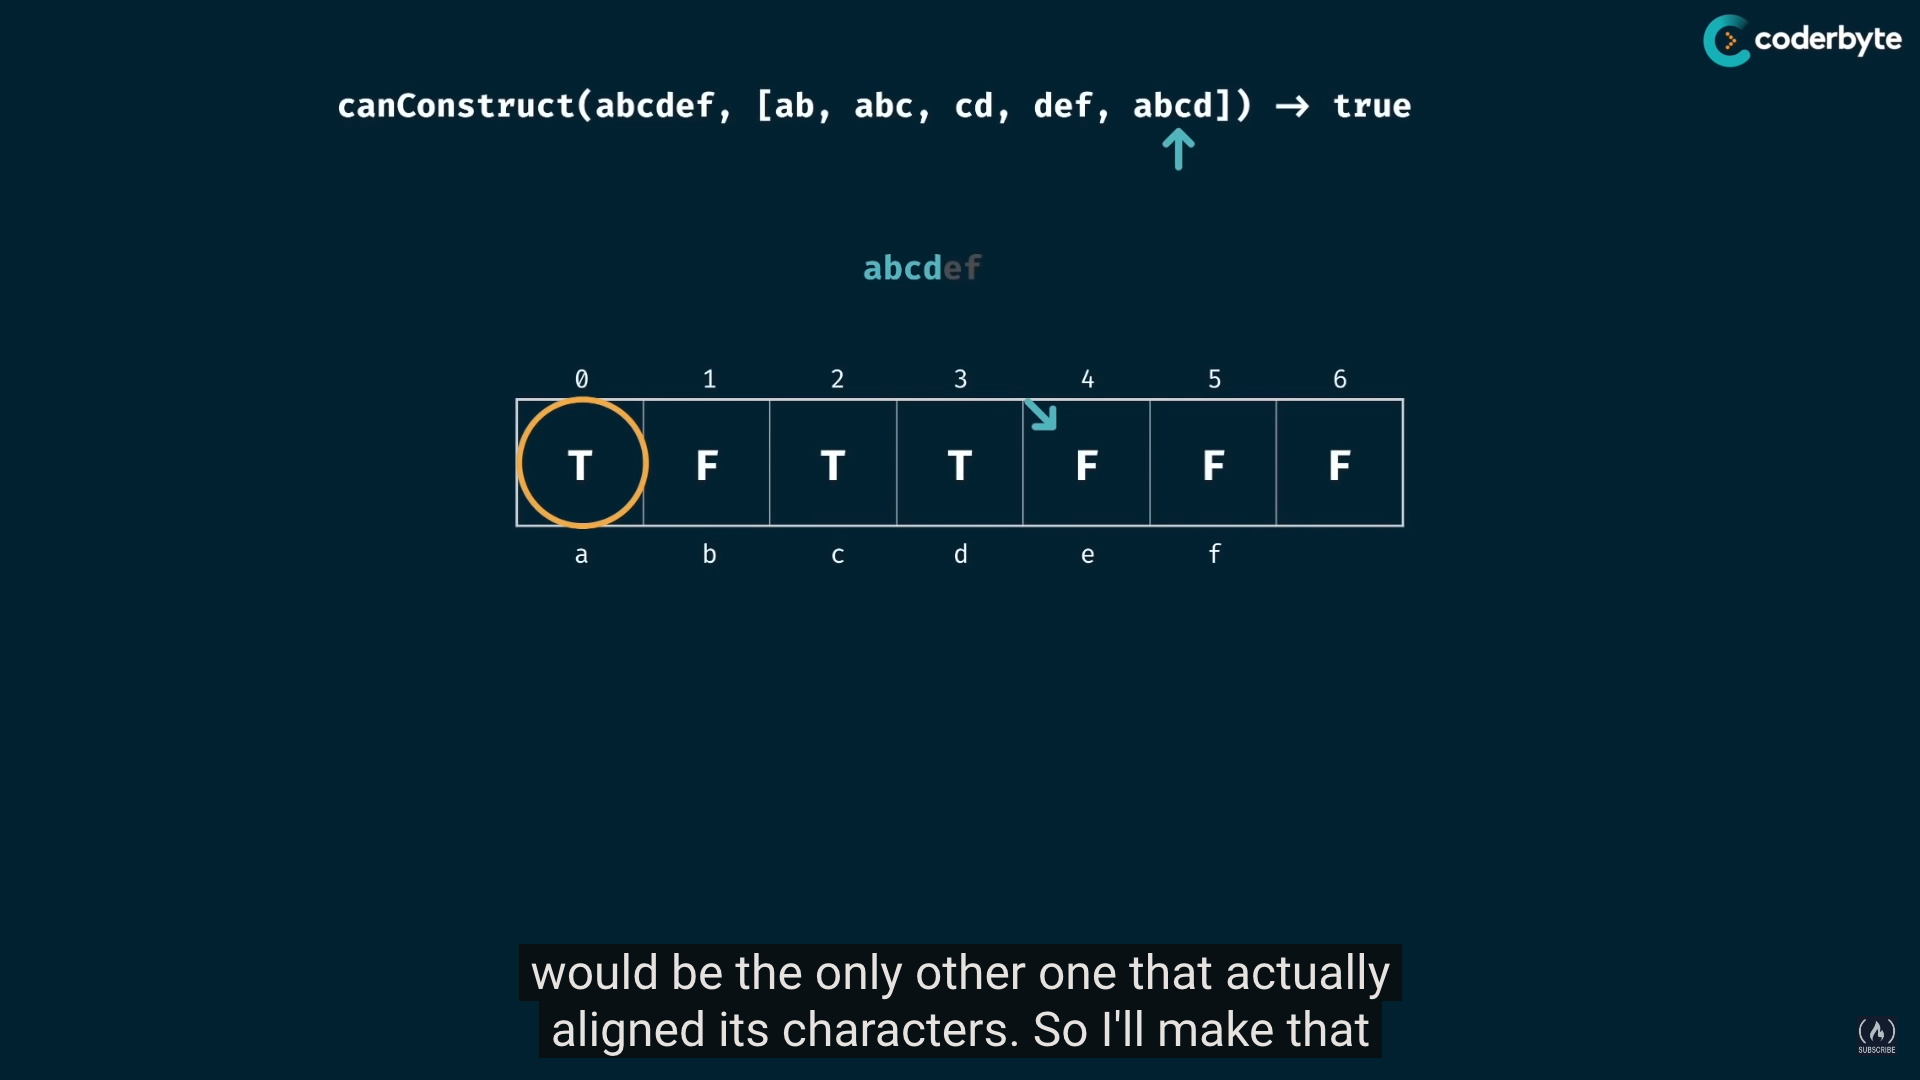 coderbyte
canConstruct(abcdef, [ab, abc, cd, def, abcd]) → true
abcdef
0 1 2 3 4 5 6
T F T T F F F
a b c d e f
would be the only other one that actually
aligned its characters. So I'll make that
SUBSCRIBE